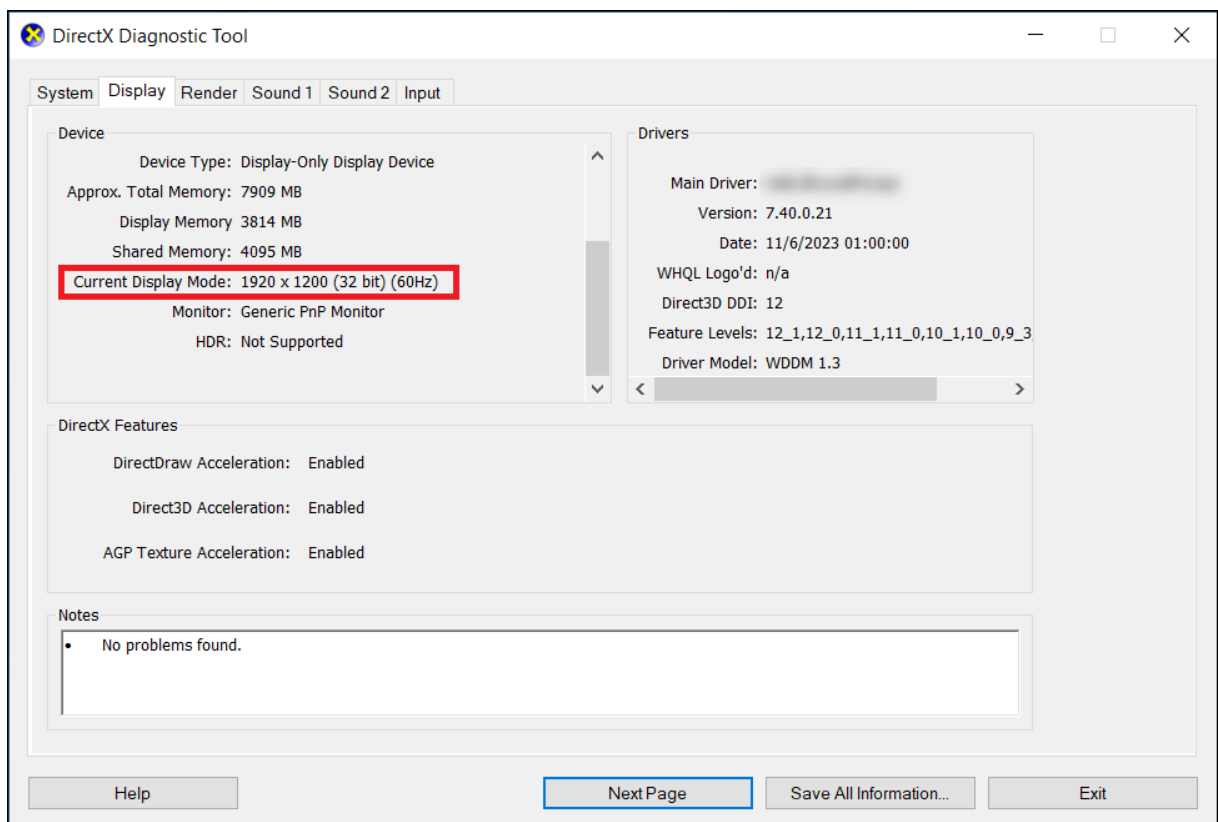 DirectX Diagnostic Tool
System Display Render Sound 1 Sound 2 Input
Device
Device Type: Display-Only Display Device
Approx. Total Memory: 7909 MB
Display Memory 3814 MB
Shared Memory: 4095 MB
Current Display Mode: 1920 x 1200 (32 bit) (60Hz)
Monitor: Generic PnP Monitor
HDR: Not Supported
Drivers
Main Driver:
Version: 7.40.0.21
Date: 11/6/2023 01:00:00
WHQL Logo'd: n/a
Direct3D DDI: 12
Feature Levels: 12_1,12_0,11_1,11_0,10_1,10_0,9_3,
Driver Model: WDDM 1.3
DirectX Features
DirectDraw Acceleration: Enabled
Direct3D Acceleration: Enabled
AGP Texture Acceleration: Enabled
Notes
• No problems found.
Help Next Page Save All Information... Exit